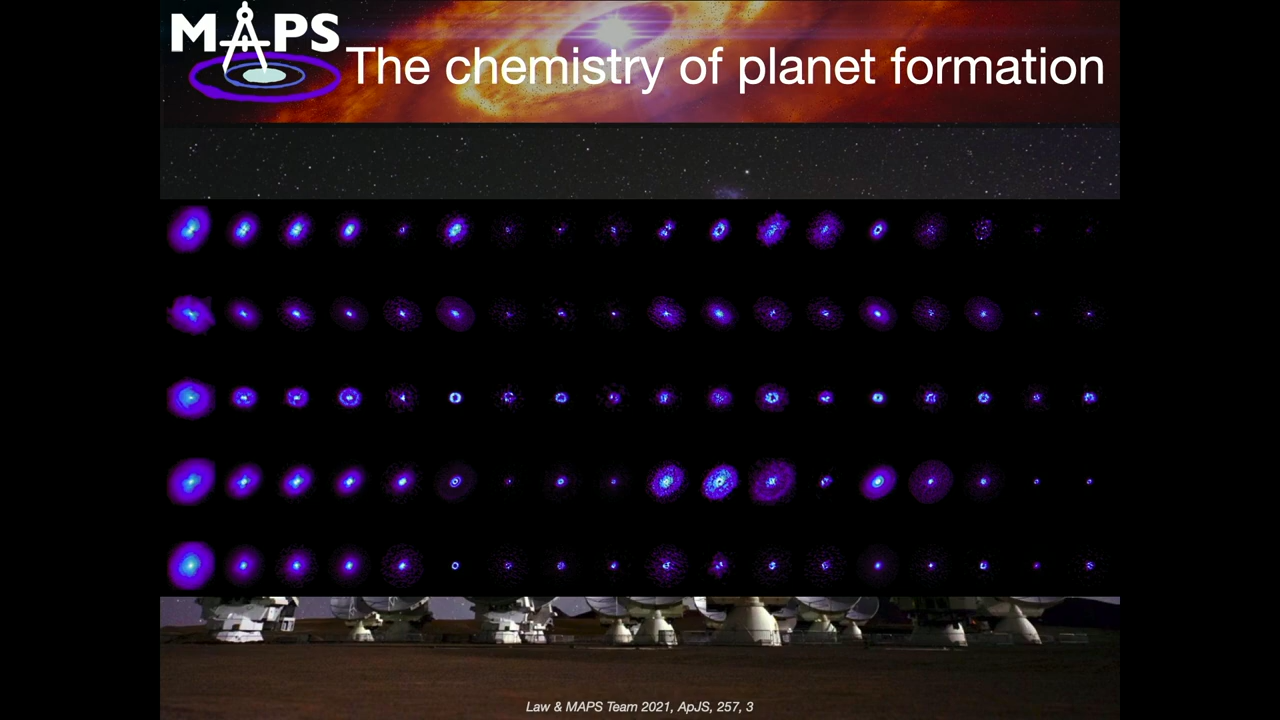 MAPS
The chemistry of planet formation
Law & MAPS Team 2021, ApJS, 257, 3